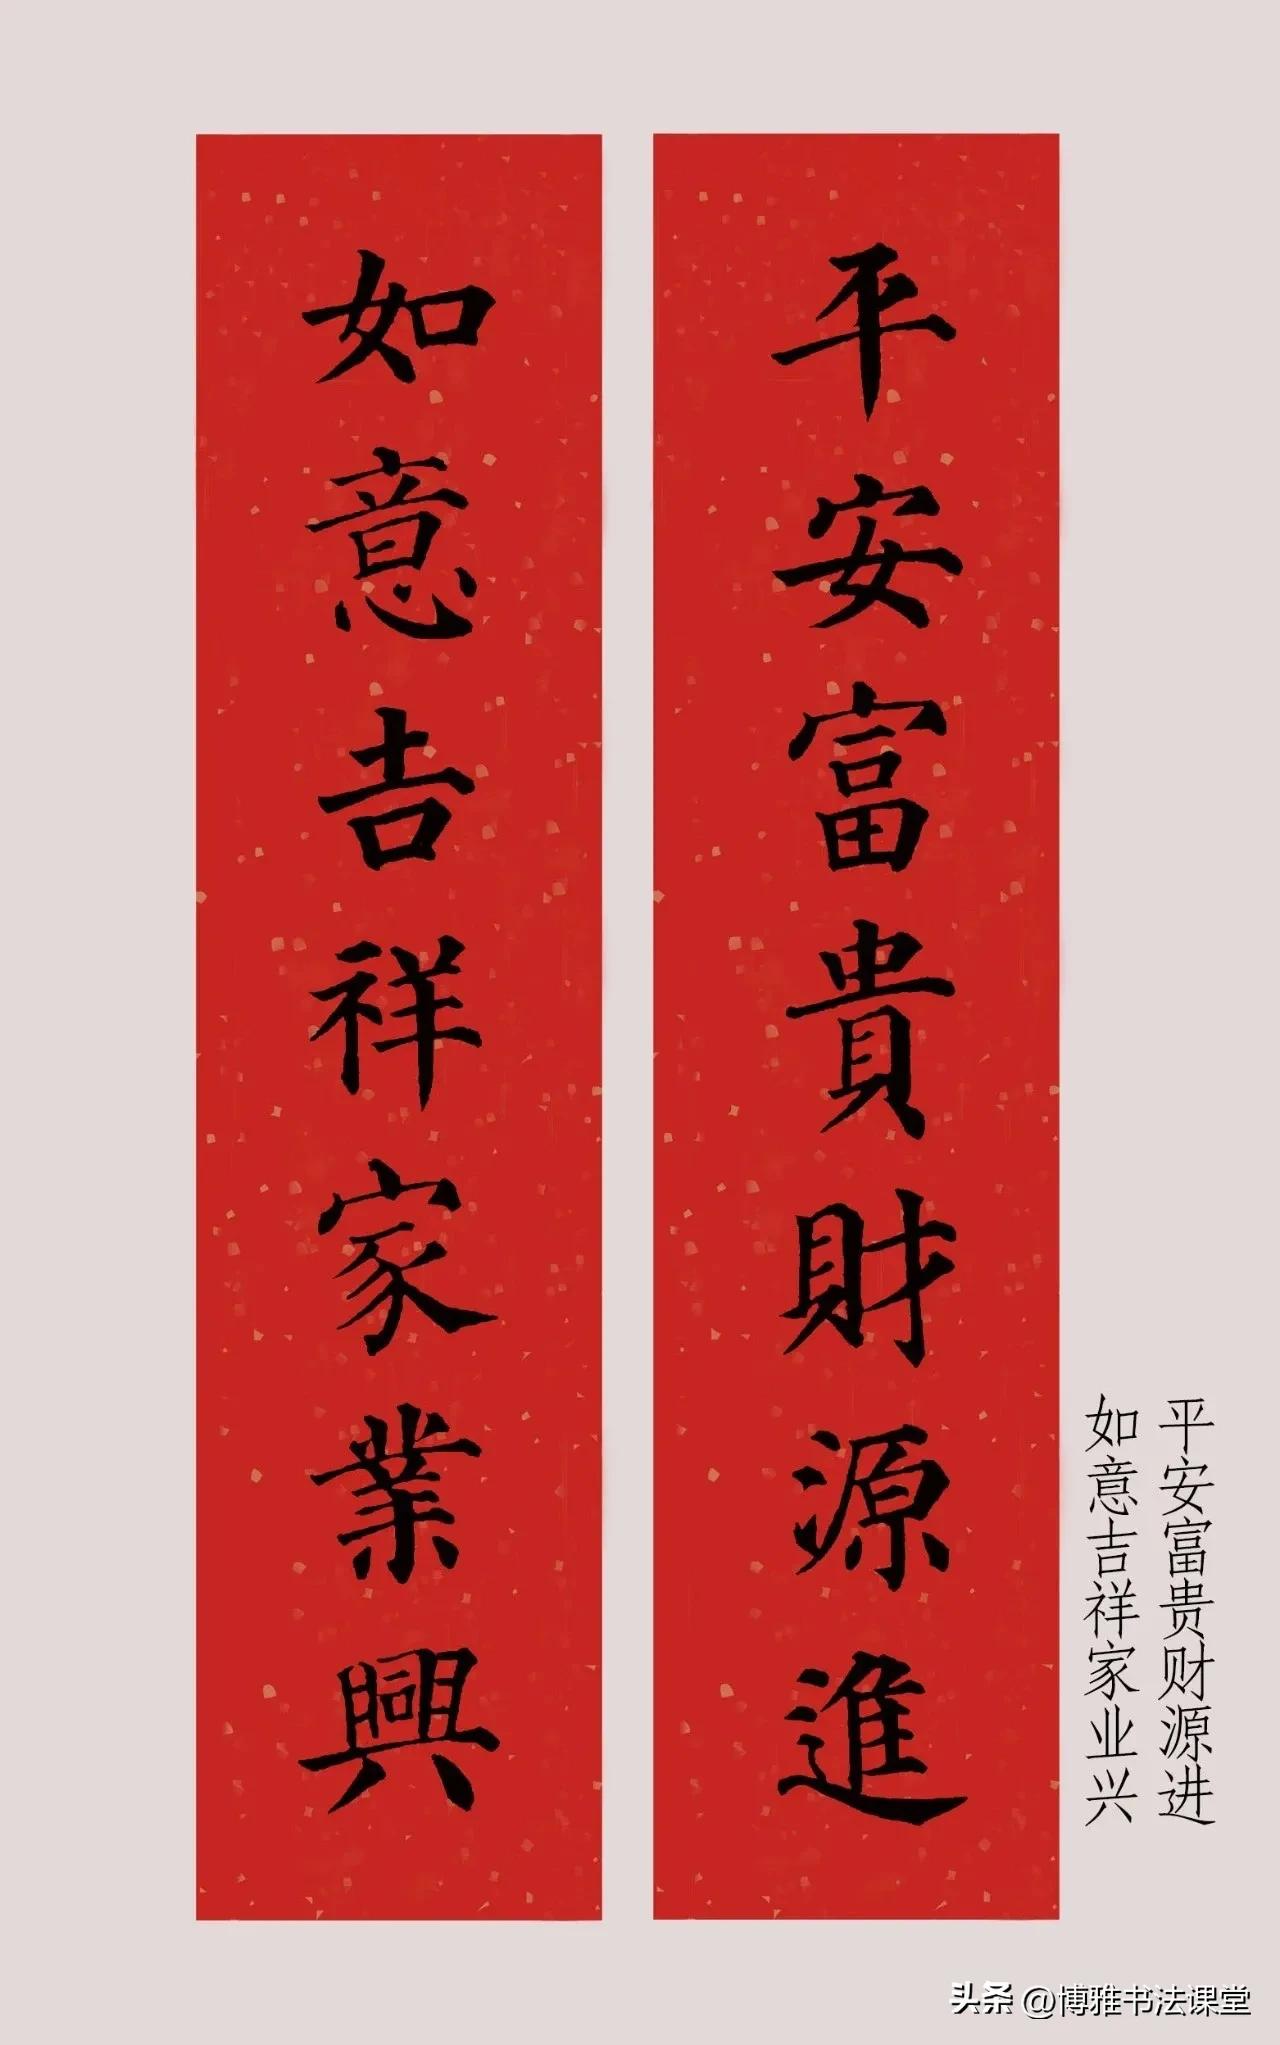 平安富貴財源進
如意吉祥家業興
平安富贵财源进
如意吉祥家业兴
头条 @博雅书法课堂